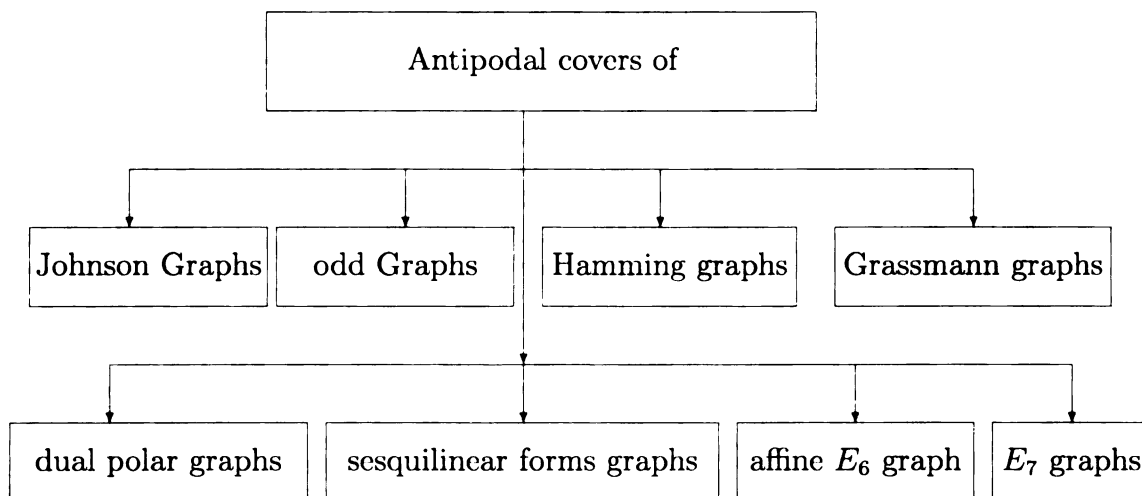 Antipodal covers of
Johnson Graphs
odd Graphs
Hamming graphs
Grassmann graphs
dual polar graphs
sesquilinear forms graphs
affine E₆ graph
E₇ graphs